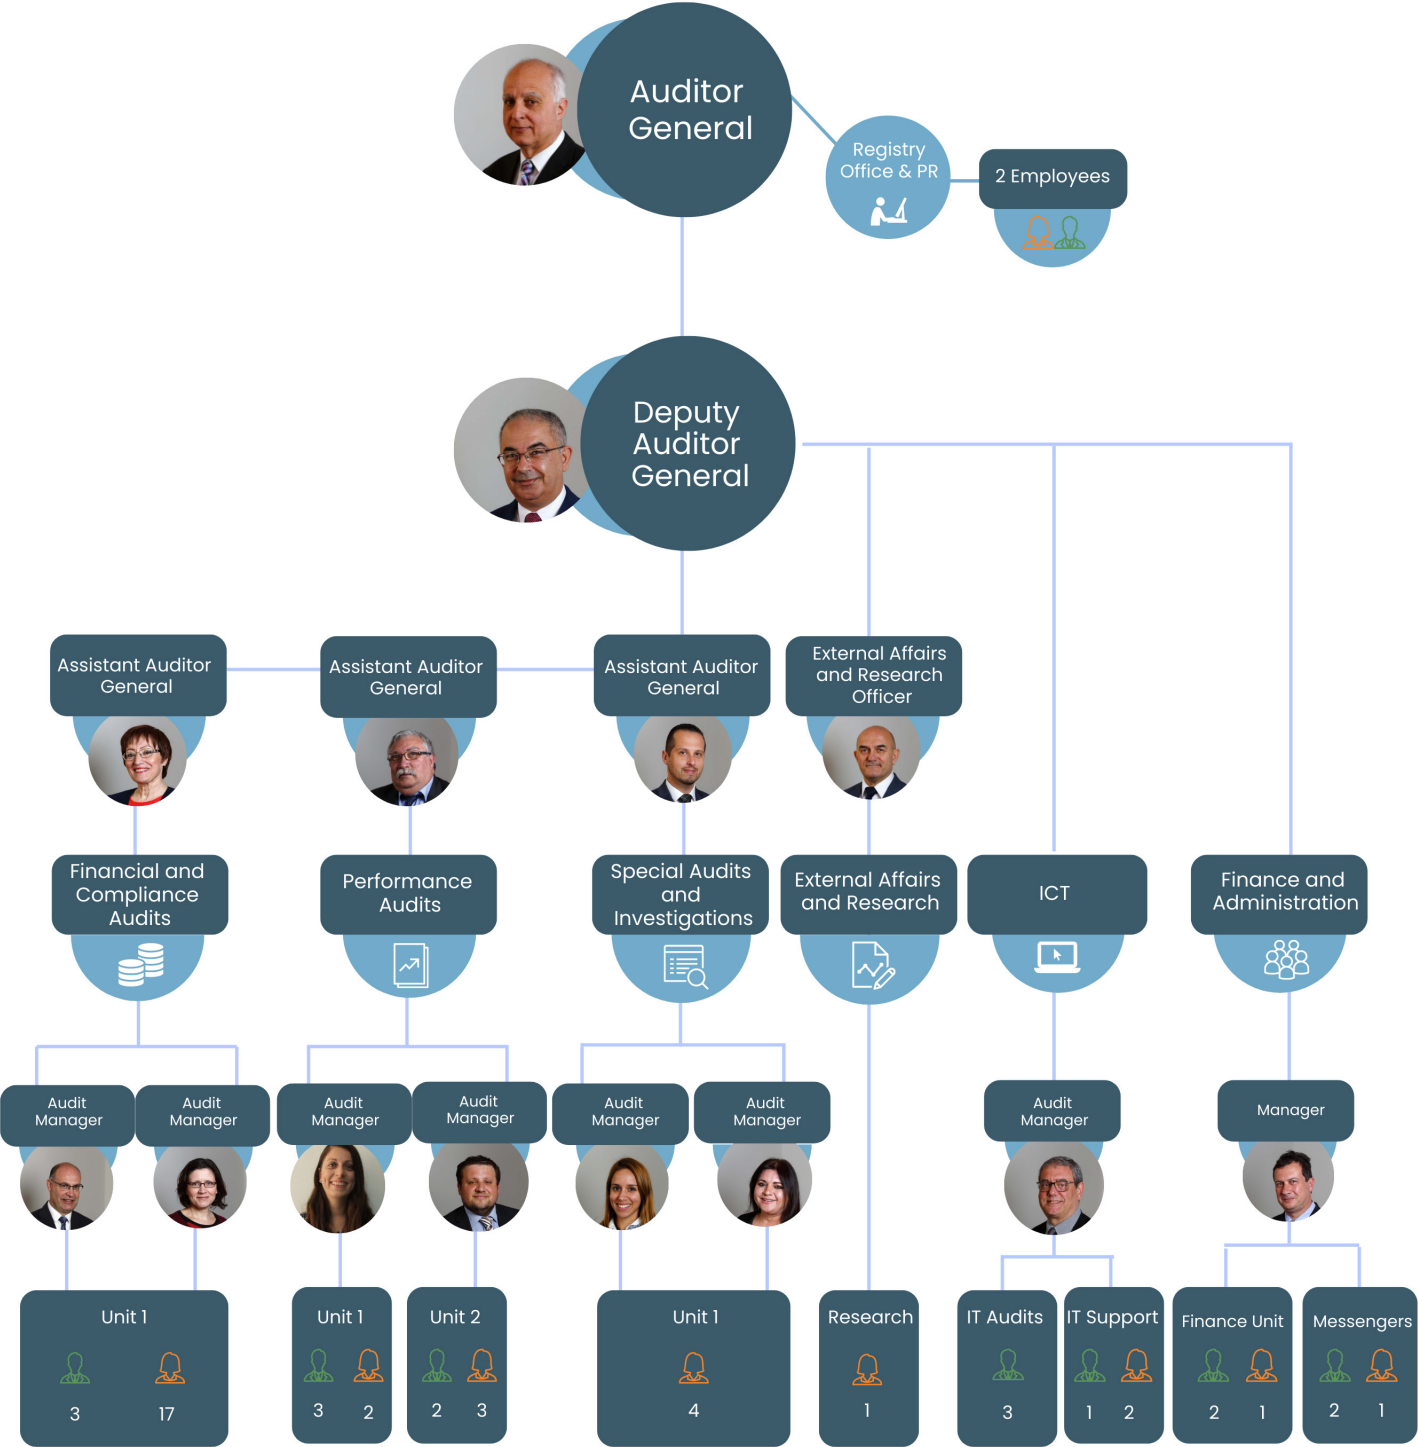 Auditor
General
Registry
Office & PR
2 Employees
Deputy
Auditor
General
Assistant Auditor
General
Assistant Auditor
General
Assistant Auditor
General
External Affairs
and Research
Officer
Financial and
Compliance
Audits
Performance
Audits
Special Audits
and
Investigations
External Affairs
and Research
ICT
Finance and
Administration
Audit
Manager
Audit
Manager
Audit
Manager
Audit
Manager
Audit
Manager
Audit
Manager
Audit
Manager
Manager
Unit 1
3 17
Unit 1
3 2
Unit 2
2 3
Unit 1
4
Research
1
IT Audits
3
IT Support
1 2
Finance Unit
2 1
Messengers
2 1